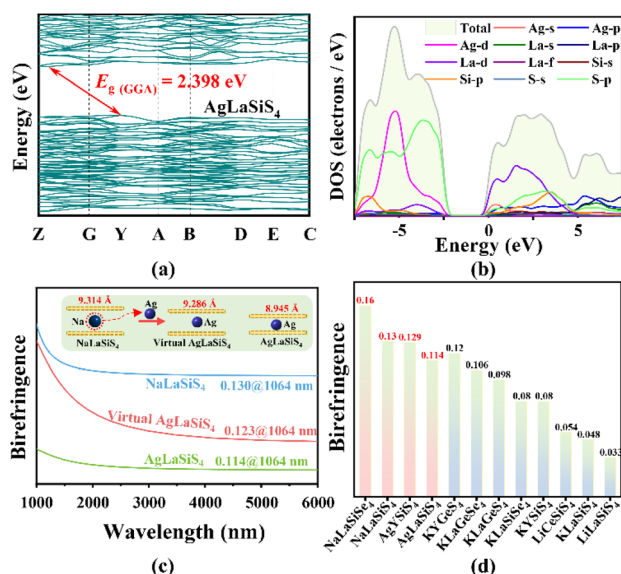 Energy (eV)
E_g (GGA) = 2.398 eV
AgLaSiS₄
Z G Y A B D E C
(a)
DOS (electrons / eV)
Total Ag-s Ag-p
Ag-d La-s La-p
La-d La-f Si-s
Si-p S-s S-p
-5 0 5
Energy (eV)
(b)
Birefringence
9.314 Å 9.286 Å 8.945 Å
Ag
Na Ag Ag
NaLaSiS₄ Virtual AgLaSiS₄ AgLaSiS₄
NaLaSiS₄ 0.130@1064 nm
Virtual AgLaSiS₄ 0.123@1064 nm
AgLaSiS₄ 0.114@1064 nm
1000 2000 3000 4000 5000 6000
Wavelength (nm)
(c)
Birefringence
0.16
0.13
0.129
0.114
0.12
0.106
0.098
0.08
0.08
0.054
0.048
0.033
NaLaSiSe₄
NaLaSiS₄
AgYSiS₄
AgLaSiS₄
KYGeS₄
KLaGeSe₄
KLaGeS₄
KLaSiSe₄
KYSiS₄
LiCeSiS₄
KLaSiS₄
LiLaSiS₄
(d)